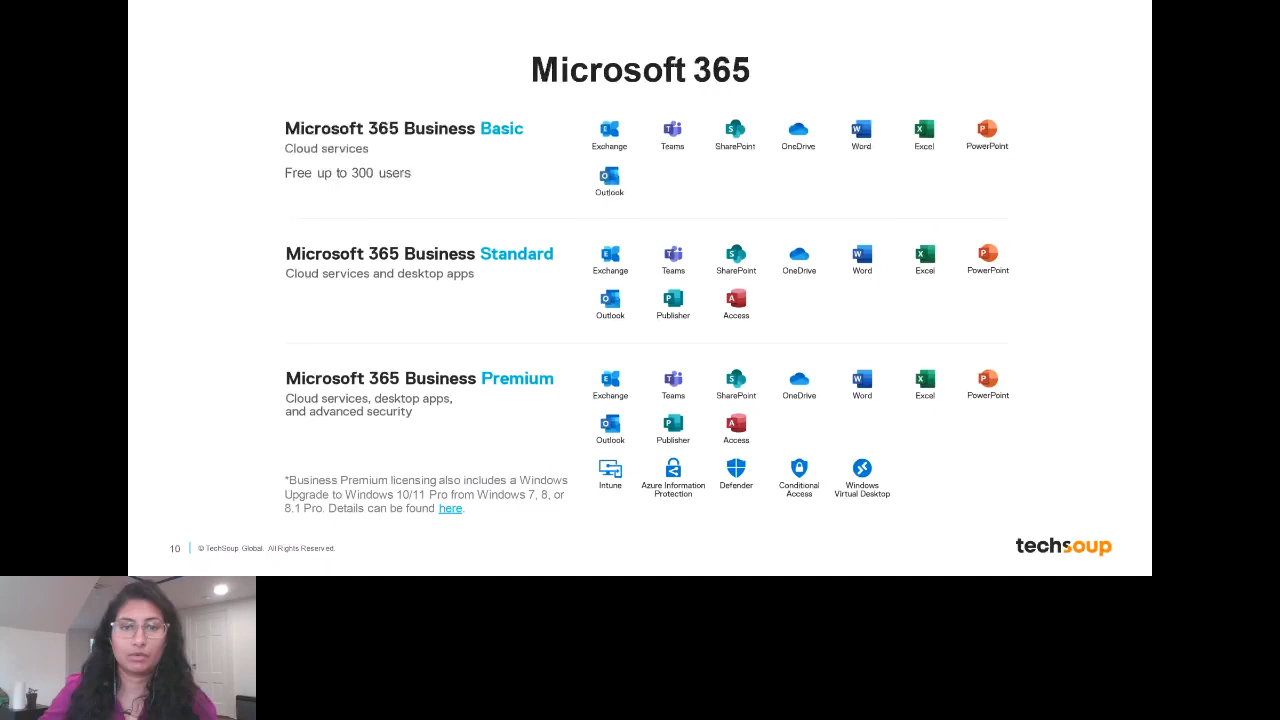 Microsoft 365
Microsoft 365 Business Basic
Cloud services
Free up to 300 users
Exchange Teams SharePoint OneDrive Word Excel PowerPoint
Outlook
Microsoft 365 Business Standard
Cloud services and desktop apps
Exchange Teams SharePoint OneDrive Word Excel PowerPoint
Outlook Publisher Access
Microsoft 365 Business Premium
Cloud services, desktop apps,
and advanced security
Exchange Teams SharePoint OneDrive Word Excel PowerPoint
Outlook Publisher Access
Intune Azure Information Defender Conditional Windows
Protection Access Virtual Desktop
*Business Premium licensing also includes a Windows
Upgrade to Windows 10/11 Pro from Windows 7, 8, or
8.1 Pro. Details can be found here.
10 © TechSoup Global. All Rights Reserved.
techsoup